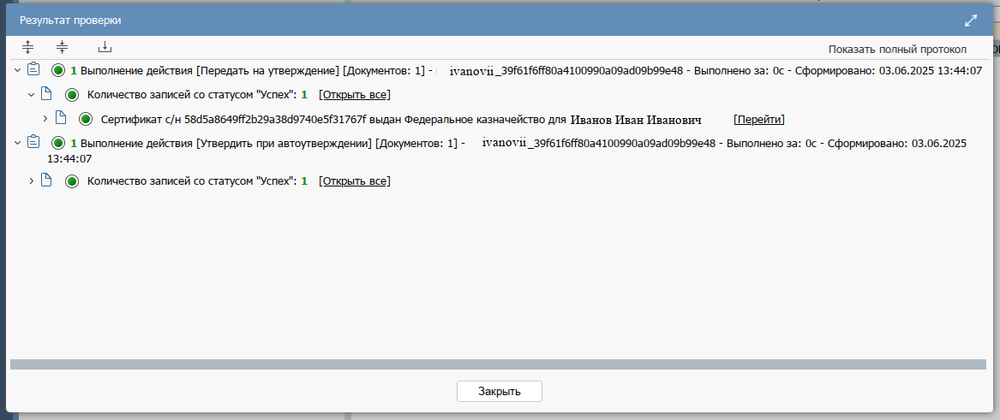 Результат проверки
Показать полный протокол
1 Выполнение действия [Передать на утверждение] [Документов: 1] - ivanovii_39f61f6ff80a4100990a09ad09b99e48 - Выполнено за: 0с - Сформировано: 03.06.2025 13:44:07
Количество записей со статусом "Успех": 1 [Открыть все]
Сертификат с/н 58d5a8649ff2b29a38d9740e5f31767f выдан Федеральное казначейство для Иванов Иван Иванович [Перейти]
1 Выполнение действия [Утвердить при автоутверждении] [Документов: 1] - ivanovii_39f61f6ff80a4100990a09ad09b99e48 - Выполнено за: 0с - Сформировано: 03.06.2025
13:44:07
Количество записей со статусом "Успех": 1 [Открыть все]
Закрыть